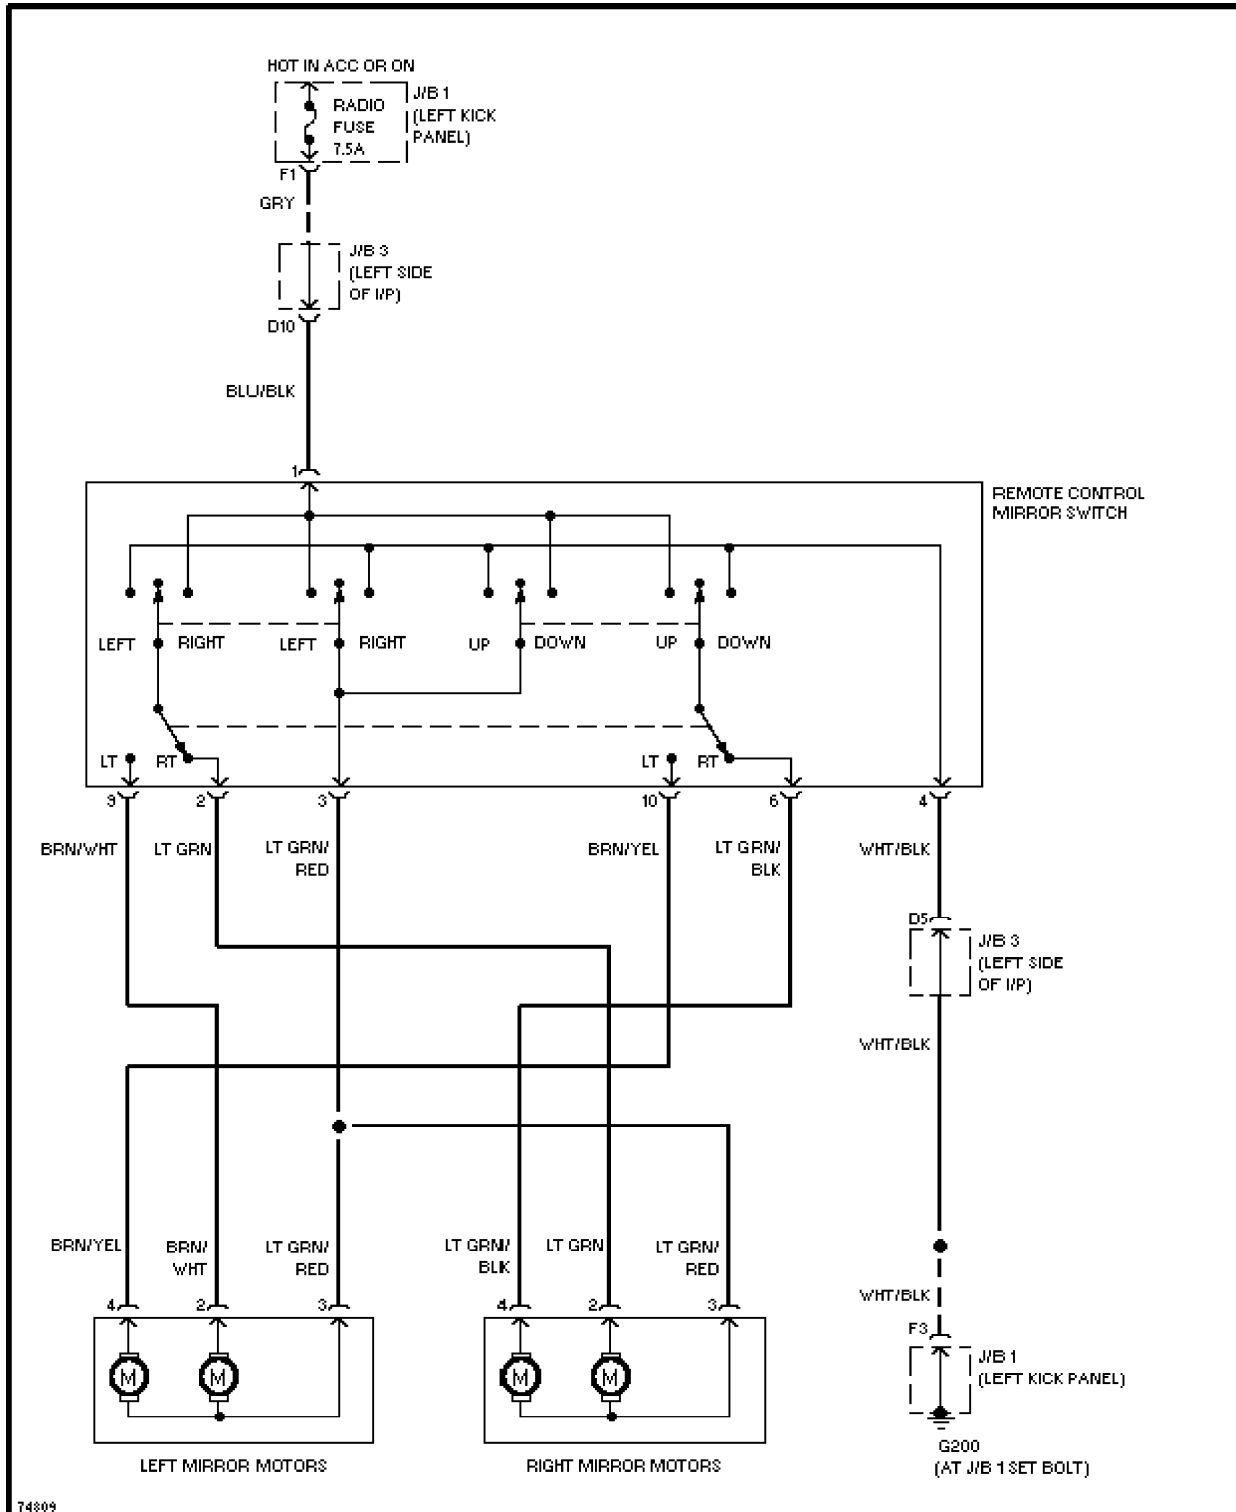 HOT IN ACC OR ON
RADIO
FUSE
7.5A
J/B 1
(LEFT KICK
PANEL)
F1
GRY
J/B 3
(LEFT SIDE
OF I/P)
D10
BLU/BLK
1
REMOTE CONTROL
MIRROR SWITCH
LEFT RIGHT LEFT RIGHT UP DOWN UP DOWN
LT RT LT RT
9 2 3 10 6 4
BRN/WHT LT GRN LT GRN/
RED
BRN/YEL LT GRN/
BLK
WHT/BLK
D5
J/B 3
(LEFT SIDE
OF I/P)
WHT/BLK
BRN/YEL BRN/
WHT
LT GRN/
RED
LT GRN/
BLK
LT GRN LT GRN/
RED
WHT/BLK
4 2 3 4 2 3
F3
J/B 1
(LEFT KICK PANEL)
M M M M
G200
(AT J/B 1 SET BOLT)
LEFT MIRROR MOTORS RIGHT MIRROR MOTORS
74809